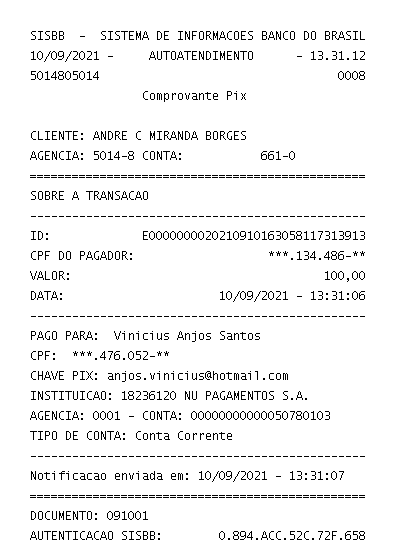 SISBB - SISTEMA DE INFORMACOES BANCO DO BRASIL
10/09/2021 - AUTOATENDIMENTO - 13.31.12
5014805014 0008
Comprovante Pix
CLIENTE: ANDRE C MIRANDA BORGES
AGENCIA: 5014-8 CONTA: 661-0
================================================
SOBRE A TRANSACAO
------------------------------------------------
ID: E0000000020210910163058117313913
CPF DO PAGADOR: ***.134.486-**
VALOR: 100,00
DATA: 10/09/2021 - 13:31:06
------------------------------------------------
PAGO PARA: Vinicius Anjos Santos
CPF: ***.476.052-**
CHAVE PIX: anjos.vinicius@hotmail.com
INSTITUICAO: 18236120 NU PAGAMENTOS S.A.
AGENCIA: 0001 - CONTA: 00000000000050780103
TIPO DE CONTA: Conta Corrente
------------------------------------------------
Notificacao enviada em: 10/09/2021 - 13:31:07
================================================
DOCUMENTO: 091001
AUTENTICACAO SISBB: 0.894.ACC.52C.72F.658